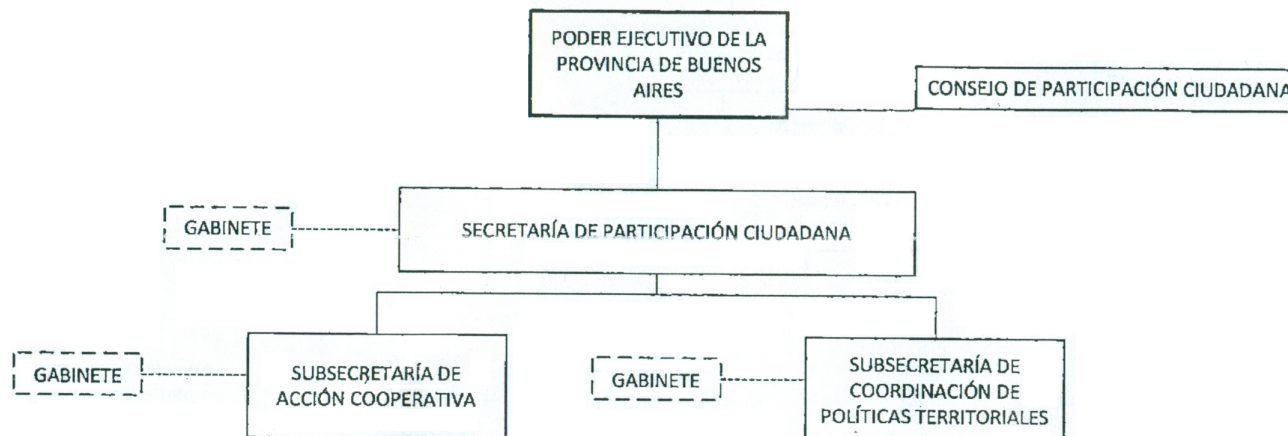 PODER EJECUTIVO DE LA
PROVINCIA DE BUENOS
AIRES
CONSEJO DE PARTICIPACIÓN CIUDADANA
GABINETE
SECRETARÍA DE PARTICIPACIÓN CIUDADANA
GABINETE
SUBSECRETARÍA DE
ACCIÓN COOPERATIVA
GABINETE
SUBSECRETARÍA DE
COORDINACIÓN DE
POLÍTICAS TERRITORIALES